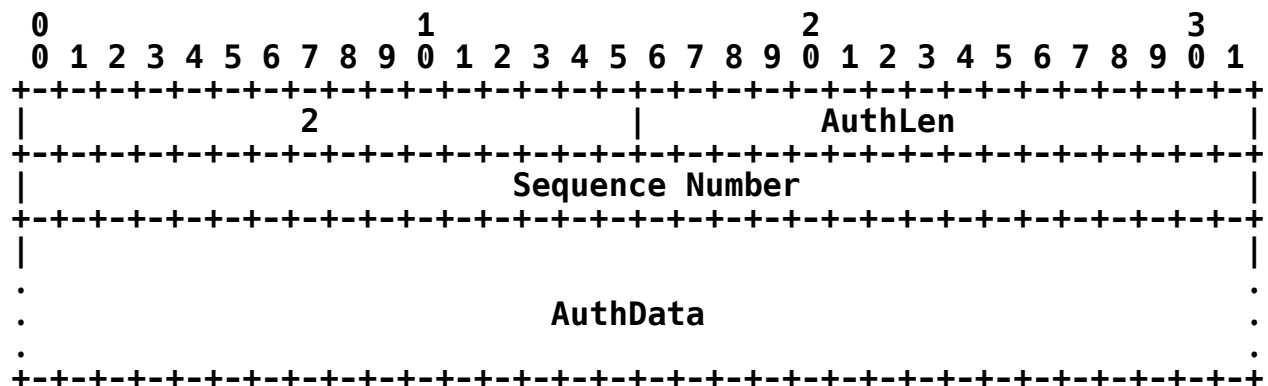 0                   1                   2                   3
 0 1 2 3 4 5 6 7 8 9 0 1 2 3 4 5 6 7 8 9 0 1 2 3 4 5 6 7 8 9 0 1
+-+-+-+-+-+-+-+-+-+-+-+-+-+-+-+-+-+-+-+-+-+-+-+-+-+-+-+-+-+-+-+-+
|              2                |         AuthLen               |
+-+-+-+-+-+-+-+-+-+-+-+-+-+-+-+-+-+-+-+-+-+-+-+-+-+-+-+-+-+-+-+-+
|                         Sequence Number                       |
+-+-+-+-+-+-+-+-+-+-+-+-+-+-+-+-+-+-+-+-+-+-+-+-+-+-+-+-+-+-+-+-+
|                                                               |
.                                                               .
.                           AuthData                            .
.                                                               .
+-+-+-+-+-+-+-+-+-+-+-+-+-+-+-+-+-+-+-+-+-+-+-+-+-+-+-+-+-+-+-+-+